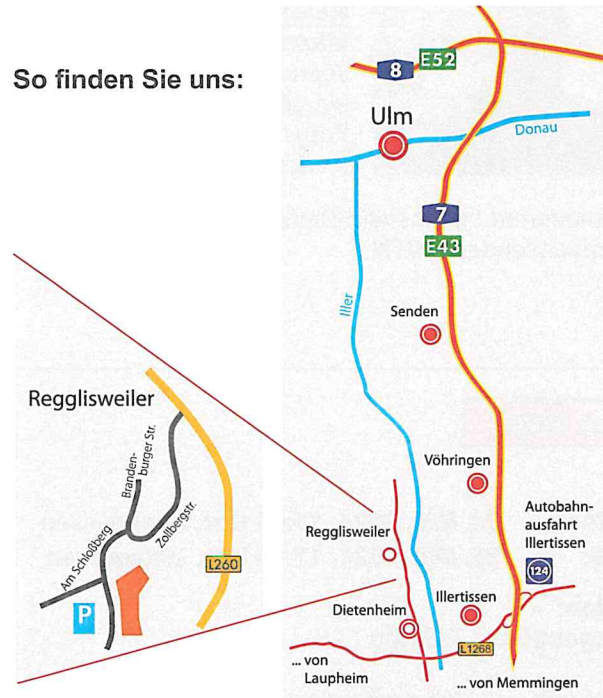 So finden Sie uns:
8
E52
Ulm
Donau
7
E43
Iller
Senden
Regglisweiler
Branden-
burger Str.
Zollbergstr.
Am Schloßberg
L260
P
Vöhringen
Autobahn-
ausfahrt
Illertissen
124
Regglisweiler
Illertissen
Dietenheim
L1268
... von
Laupheim
... von Memmingen